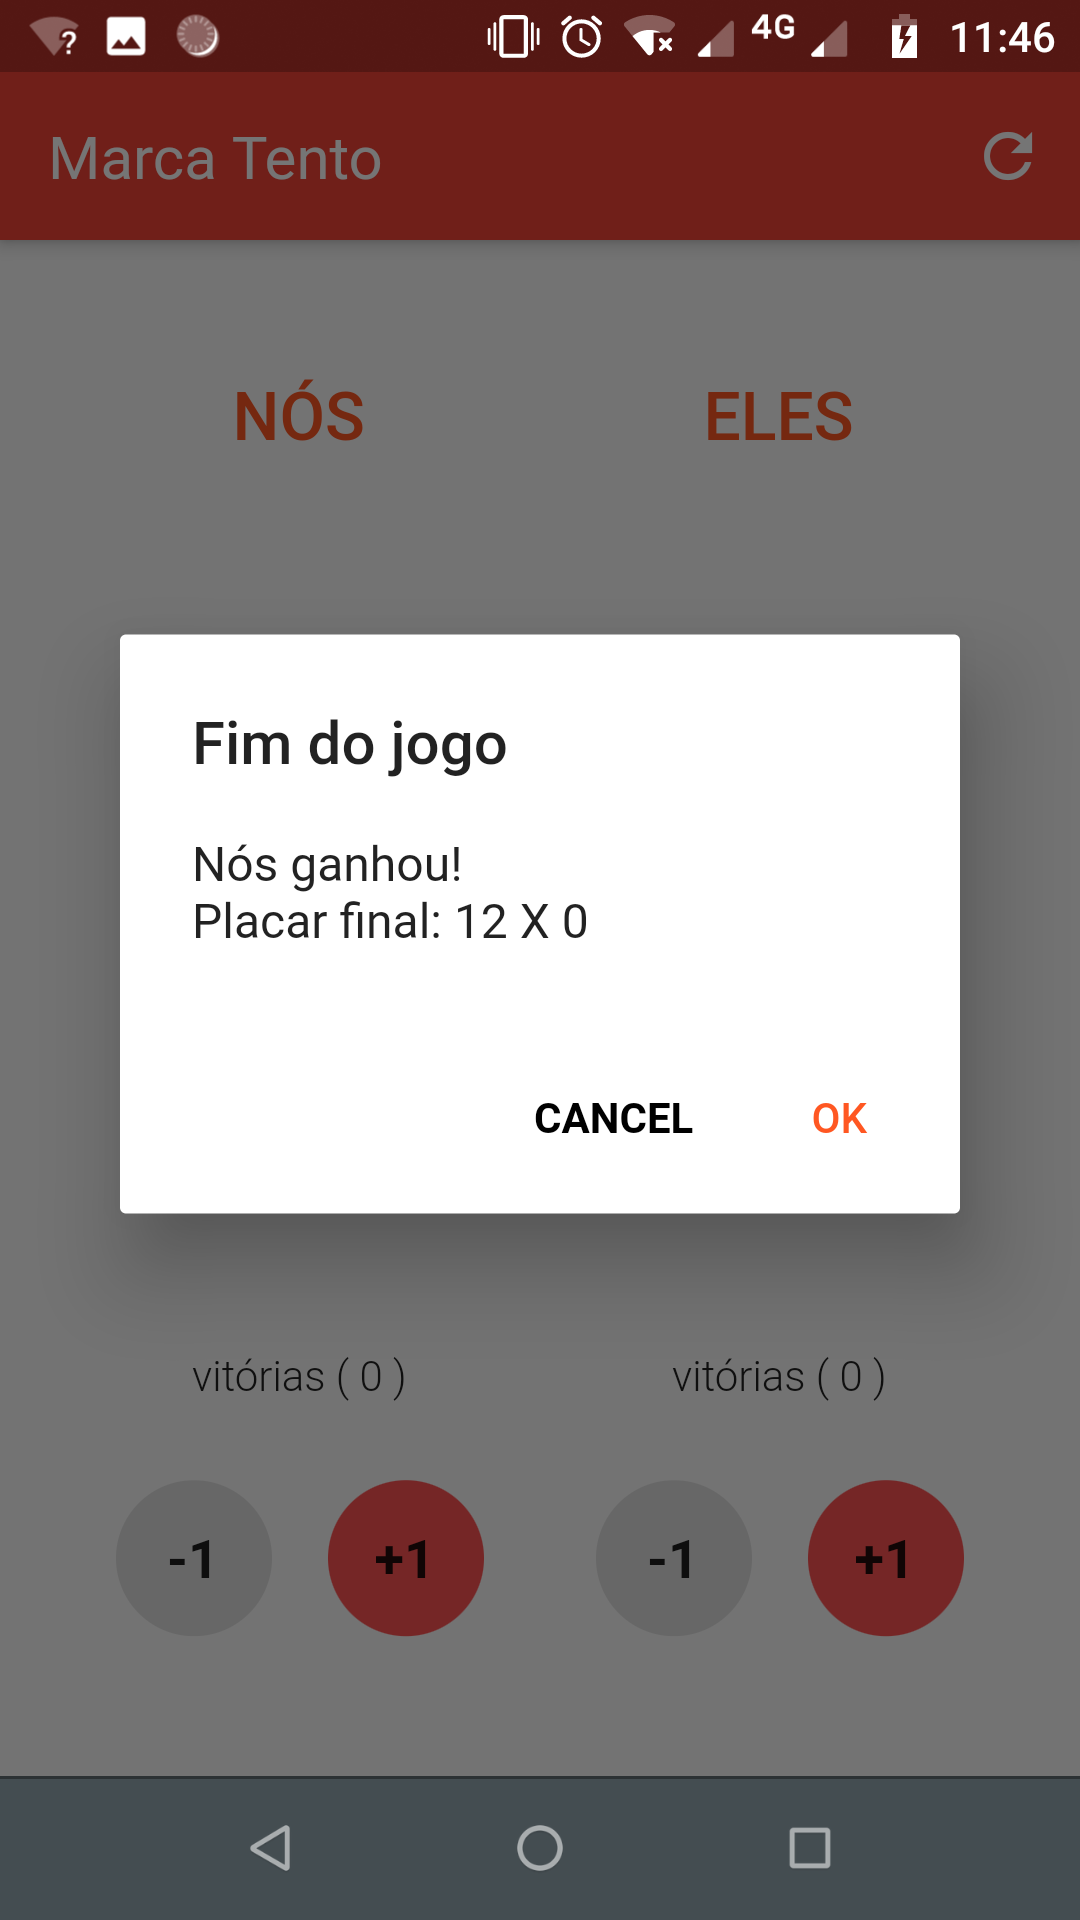 4G 11:46
Marca Tento
NÓS ELES
Fim do jogo
Nós ganhou!
Placar final: 12 X 0
CANCEL OK
vitórias ( 0 ) vitórias ( 0 )
-1 +1 -1 +1